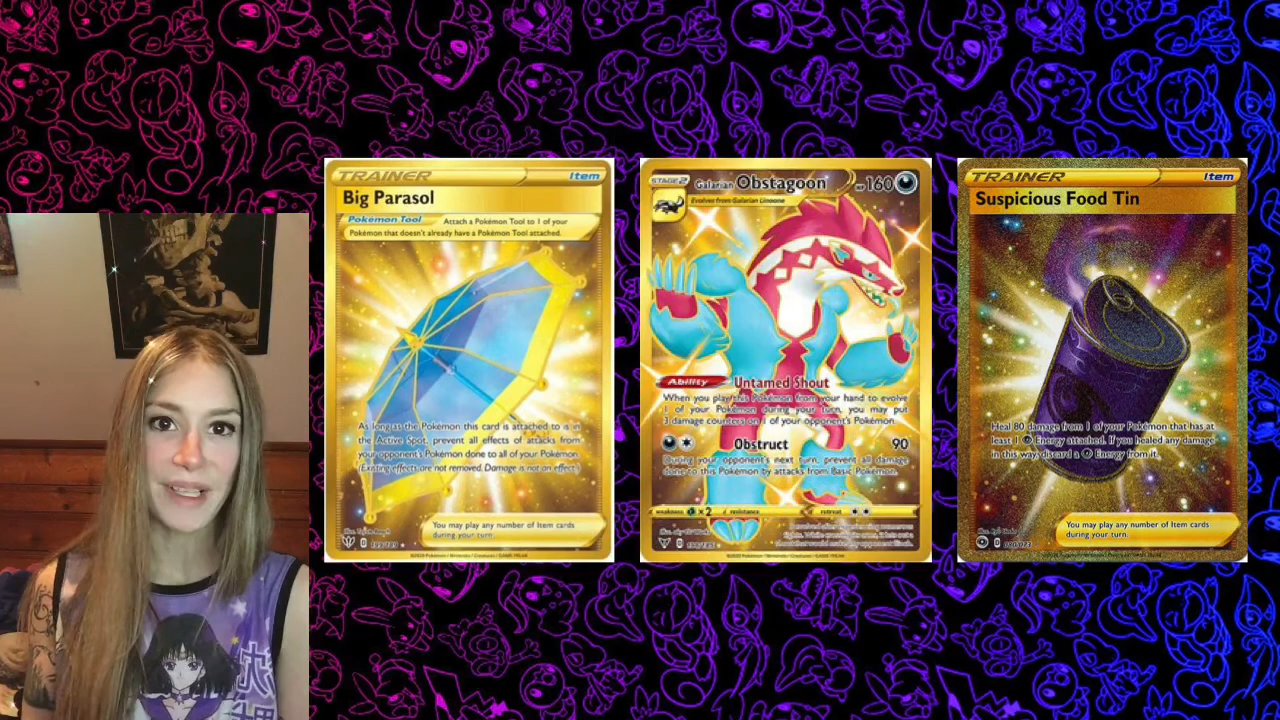 TRAINER Item
Big Parasol
Pokémon Tool Attach a Pokémon Tool to 1 of your
Pokémon that doesn't already have a Pokémon Tool attached.
As long as the Pokémon this card is attached to is in
the Active Spot, prevent all effects of attacks from
your opponent's Pokémon done to all of your Pokémon.
(Existing effects are not removed. Damage is not an effect.)
You may play any number of Item cards
during your turn.
©2020 Pokémon / Nintendo / Creatures / GAME FREAK
STAGE 2 Galarian Obstagoon HP 160
Evolves from Galarian Linoone
Ability Untamed Shout
When you play this Pokémon from your hand to evolve
1 of your Pokémon during your turn, you may put
3 damage counters on 1 of your opponent's Pokémon.
Obstruct 90
During your opponent's next turn, prevent all damage
done to this Pokémon by attacks from Basic Pokémon.
weakness ×2 resistance retreat
TRAINER Item
Suspicious Food Tin
Heal 80 damage from 1 of your Pokémon that has at
least 1 Energy attached. If you healed any damage
in this way, discard a Energy from it.
You may play any number of Item cards
during your turn.
沈